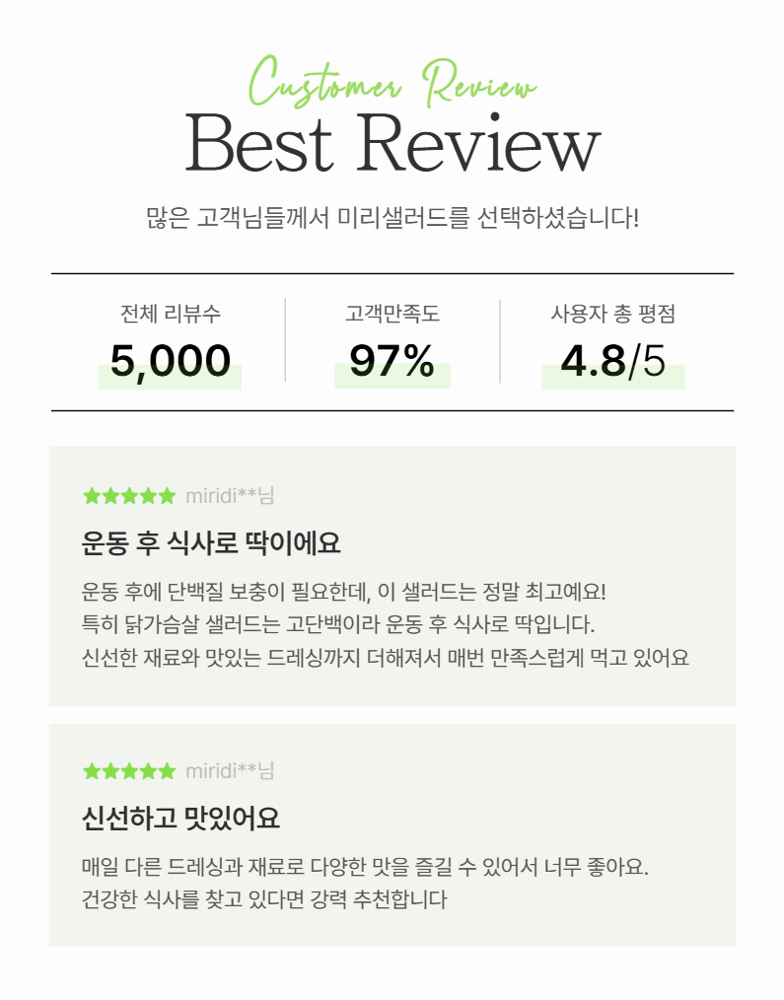 Customer Review
Best Review
많은 고객님들께서 미리샐러드를 선택하셨습니다!
전체 리뷰수
5,000
고객만족도
97%
사용자 총 평점
4.8/5
miridi**님
운동 후 식사로 딱이에요
운동 후에 단백질 보충이 필요한데, 이 샐러드는 정말 최고예요!
특히 닭가슴살 샐러드는 고단백이라 운동 후 식사로 딱입니다.
신선한 재료와 맛있는 드레싱까지 더해져서 매번 만족스럽게 먹고 있어요
miridi**님
신선하고 맛있어요
매일 다른 드레싱과 재료로 다양한 맛을 즐길 수 있어서 너무 좋아요.
건강한 식사를 찾고 있다면 강력 추천합니다